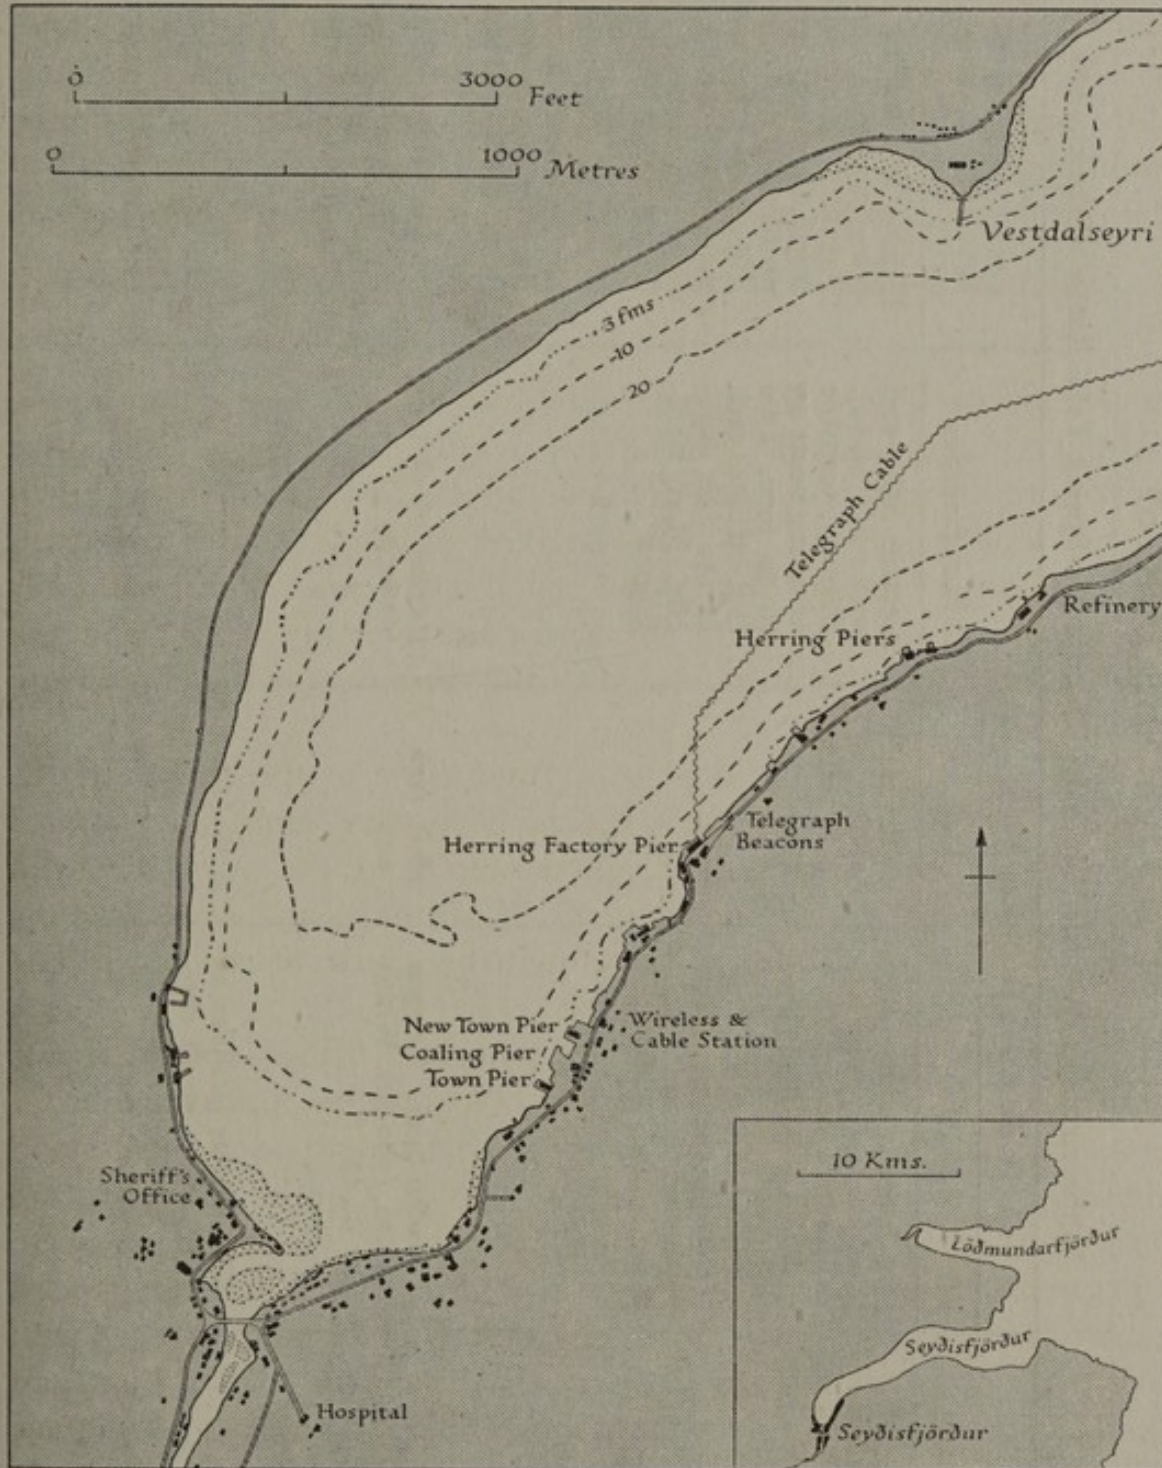 0 3000 Feet
0 1000 Metres
Vestdalseyri
3 fms
10
20
Telegraph Cable
Refinery
Herring Piers
Telegraph
Beacons
Herring Factory Pier
New Town Pier
Coaling Pier
Town Pier
Wireless &
Cable Station
Sheriff's
Office
Hospital
10 Kms.
Löðmundarfjörður
Seyðisfjörður
Seyðisfjörður